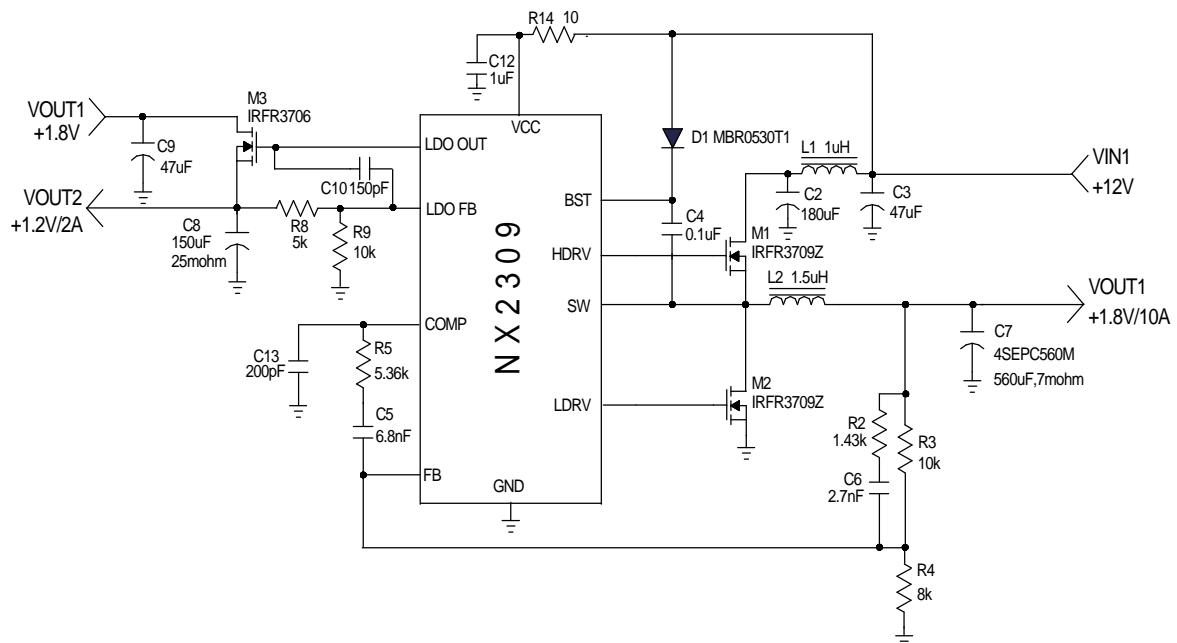 R14 10
C12
1uF
M3
IRFR3706
VOUT1
+1.8V
C9
47uF
VCC
LDO OUT
D1 MBR0530T1
L1 1uH
VIN1
+12V
C10 150pF
C2
180uF
C3
47uF
VOUT2
+1.2V/2A
BST
LDO FB
C4
0.1uF
C8
150uF
25mohm
R8
5k
R9
10k
M1
IRFR3709Z
HDRV
NX2309
L2 1.5uH
VOUT1
+1.8V/10A
SW
COMP
C7
4SEPC560M
560uF,7mohm
C13
200pF
R5
5.36k
M2
IRFR3709Z
LDRV
C5
6.8nF
R2
1.43k
R3
10k
FB
C6
2.7nF
GND
R4
8k